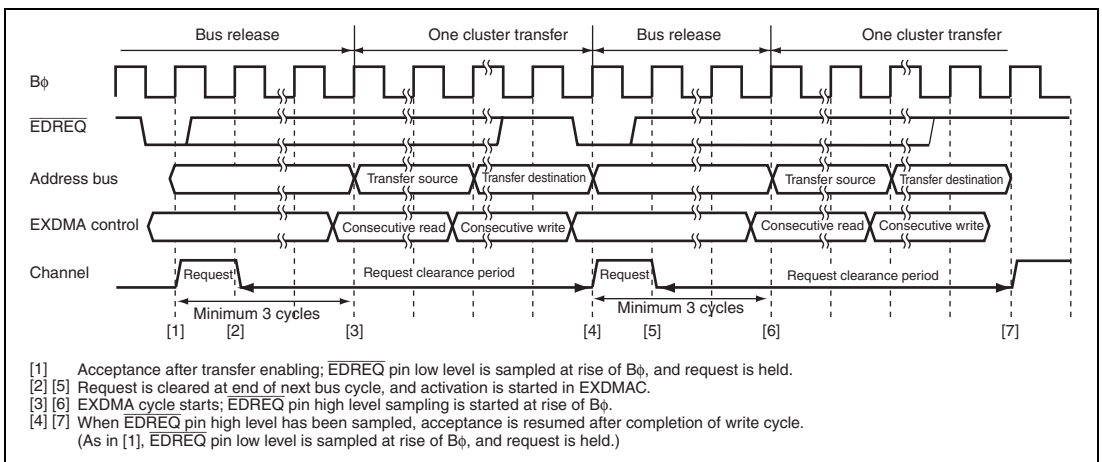 Bus release One cluster transfer Bus release One cluster transfer
Bφ
EDREQ
Address bus Transfer source Transfer destination Transfer source Transfer destination
EXDMA control Consecutive read Consecutive write Consecutive read Consecutive write
Channel Request Request clearance period Request Request clearance period
Minimum 3 cycles Minimum 3 cycles
[1] [2] [3] [4] [5] [6] [7]
[1] Acceptance after transfer enabling; EDREQ pin low level is sampled at rise of Bφ, and request is held.
[2] [5] Request is cleared at end of next bus cycle, and activation is started in EXDMAC.
[3] [6] EXDMA cycle starts; EDREQ pin high level sampling is started at rise of Bφ.
[4] [7] When EDREQ pin high level has been sampled, acceptance is resumed after completion of write cycle.
(As in [1], EDREQ pin low level is sampled at rise of Bφ, and request is held.)